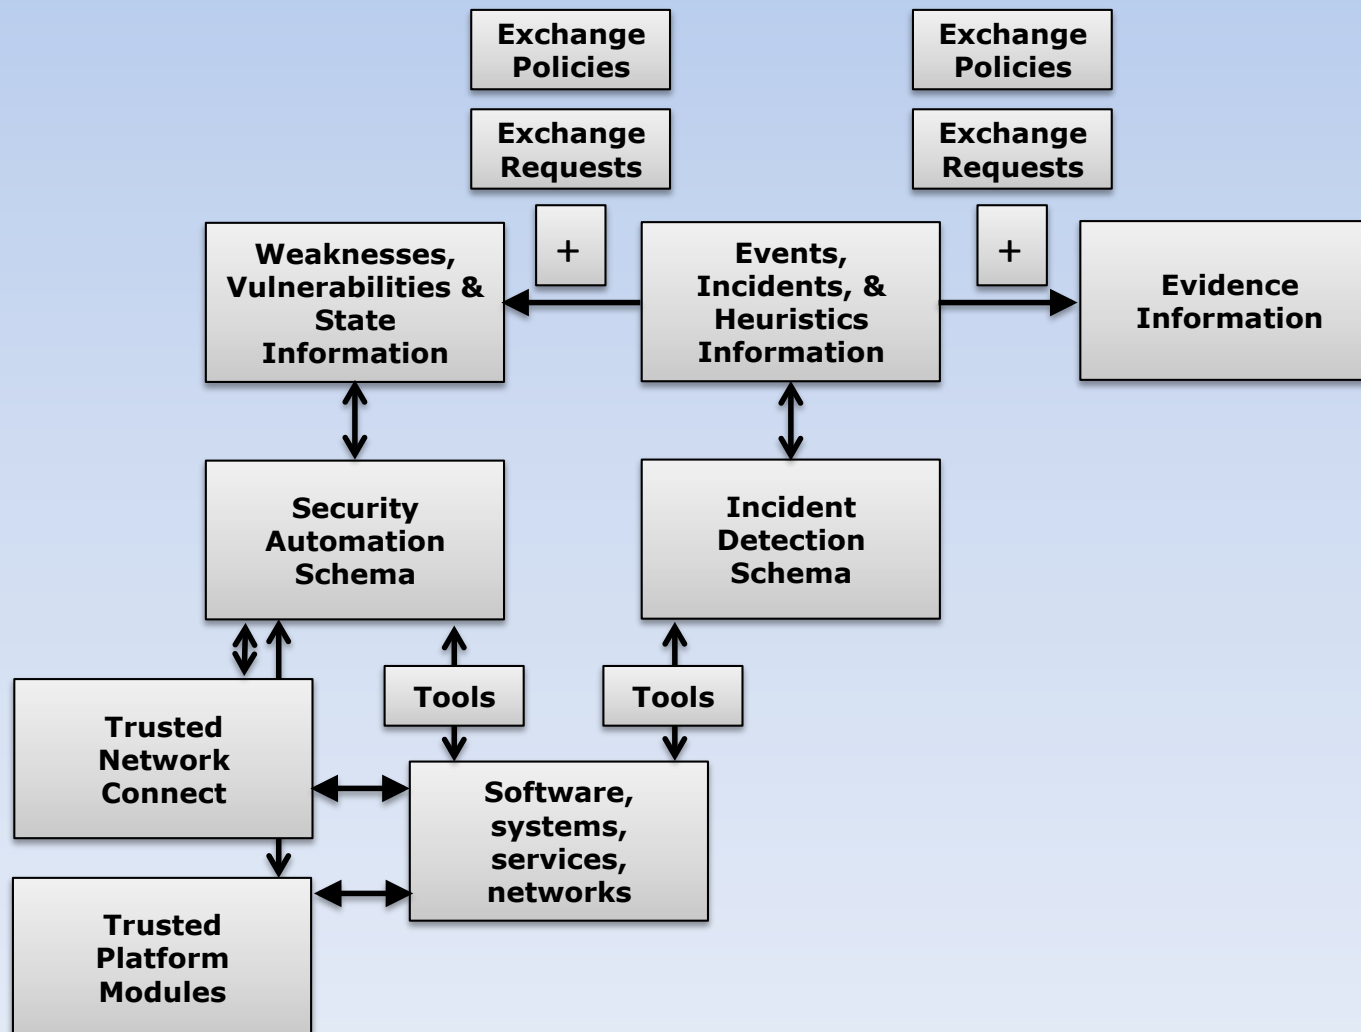 Exchange
Policies
Exchange
Policies
Exchange
Requests
Exchange
Requests
+
+
Weaknesses,
Vulnerabilities &
State
Information
Events,
Incidents, &
Heuristics
Information
Evidence
Information
Security
Automation
Schema
Incident
Detection
Schema
Tools
Tools
Trusted
Network
Connect
Software,
systems,
services,
networks
Trusted
Platform
Modules